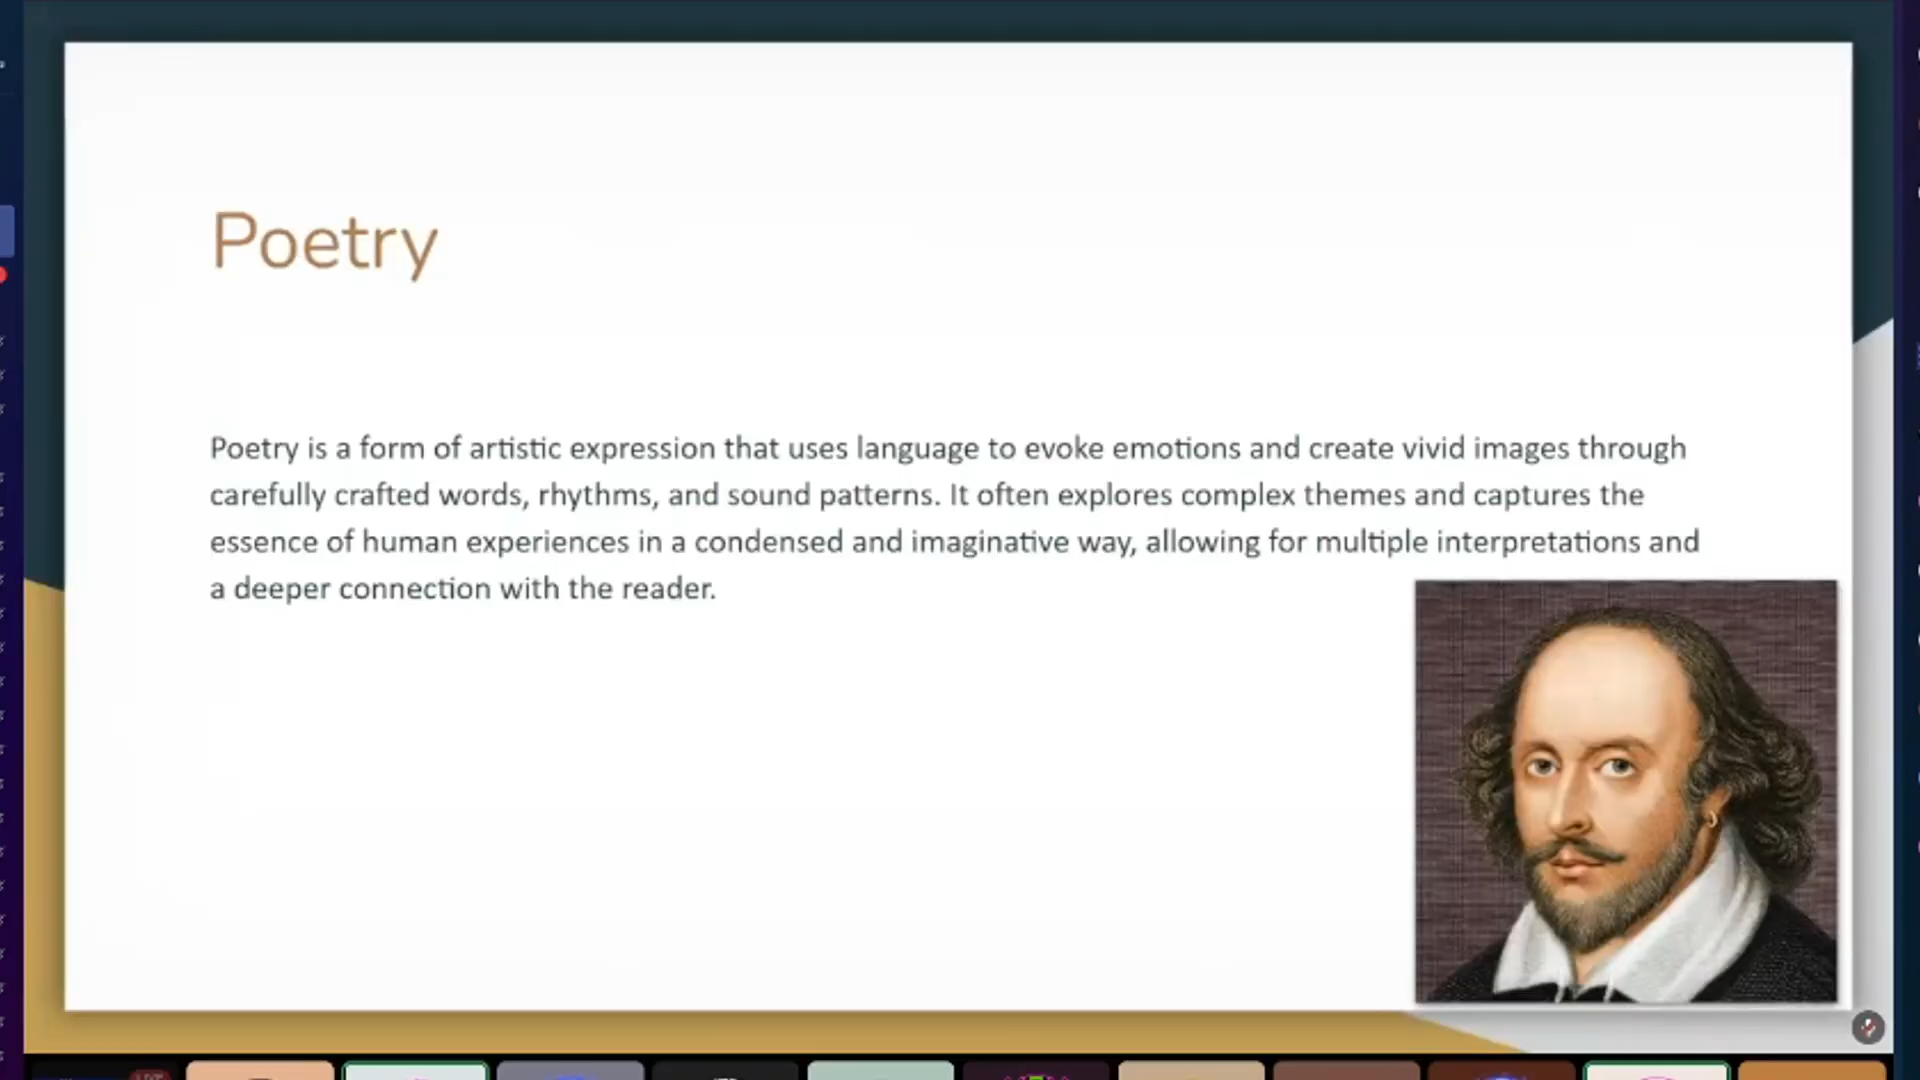 Poetry
Poetry is a form of artistic expression that uses language to evoke emotions and create vivid images through
carefully crafted words, rhythms, and sound patterns. It often explores complex themes and captures the
essence of human experiences in a condensed and imaginative way, allowing for multiple interpretations and
a deeper connection with the reader.